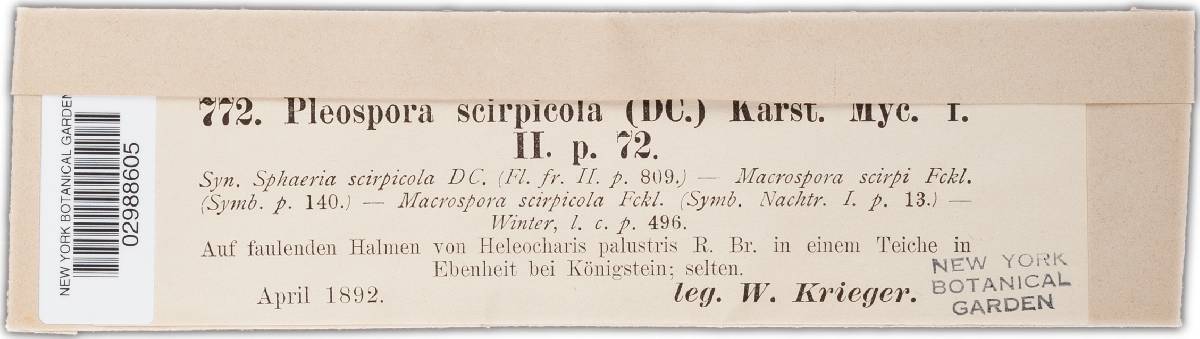 772. Pleospora scirpicola (DC.) Karst. Myc. f.
II. p. 72.
Syn. Sphaeria scirpicola DC. (Fl. fr. II. p. 809.) — Macrospora scirpi Fckl.
(Symb. p. 140.) — Macrospora scirpicola Fckl. (Symb. Nachtr. I. p. 13.) —
Winter, l. c. p. 496.
Auf faulenden Halmen von Heleocharis palustris R. Br. in einem Teiche in
Ebenheit bei Königstein; selten.
April 1892.
leg. W. Krieger.
NEW YORK
BOTANICAL
GARDEN
NEW YORK BOTANICAL GARDEN
02988605